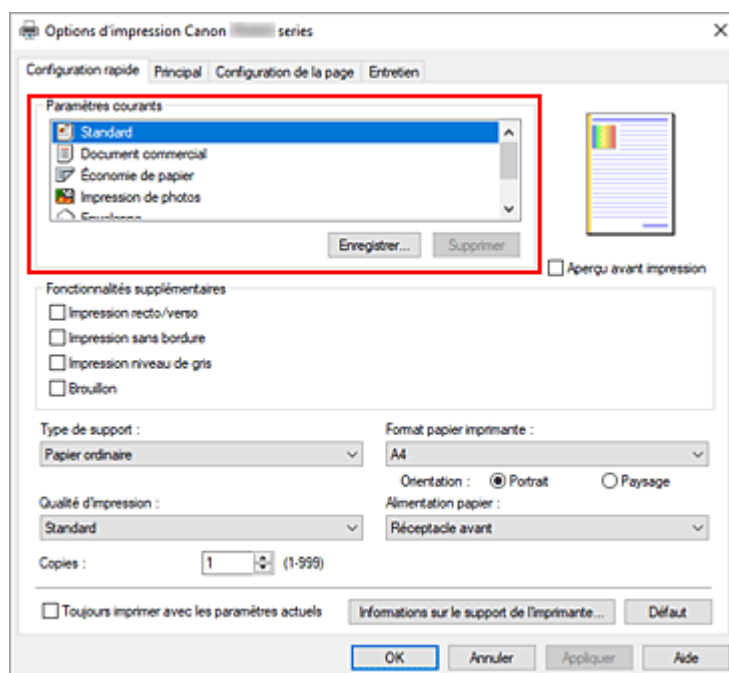 Options d'impression Canon series
Configuration rapide Principal Configuration de la page Entretien
Paramètres courants
Standard
Document commercial
Économie de papier
Impression de photos
Enregistrer... Supprimer
Aperçu avant impression
Fonctionnalités supplémentaires
Impression recto/verso
Impression sans bordure
Impression niveau de gris
Brouillon
Type de support : Format papier imprimante :
Papier ordinaire A4
Orientation : Portrait Paysage
Qualité d'impression : Alimentation papier :
Standard Réceptacle avant
Copies : 1 (1-999)
Toujours imprimer avec les paramètres actuels Informations sur le support de l'imprimante... Défaut
OK Annuler Appliquer Aide